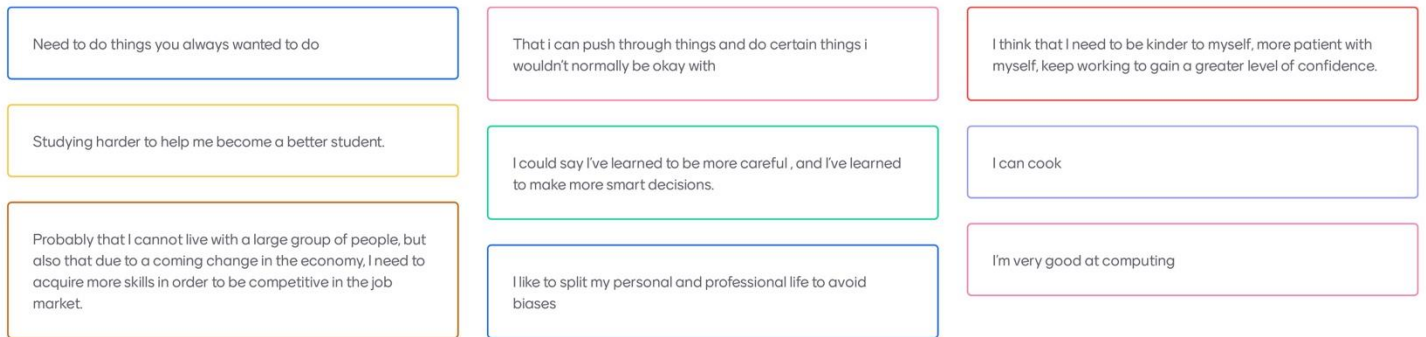 Need to do things you always wanted to do
Studying harder to help me become a better student.
Probably that I cannot live with a large group of people, but
also that due to a coming change in the economy, I need to
acquire more skills in order to be competitive in the job
market.
That i can push through things and do certain things i
wouldn't normally be okay with
I could say I've learned to be more careful , and I've learned
to make more smart decisions.
I like to split my personal and professional life to avoid
biases
I think that I need to be kinder to myself, more patient with
myself, keep working to gain a greater level of confidence.
I can cook
I'm very good at computing